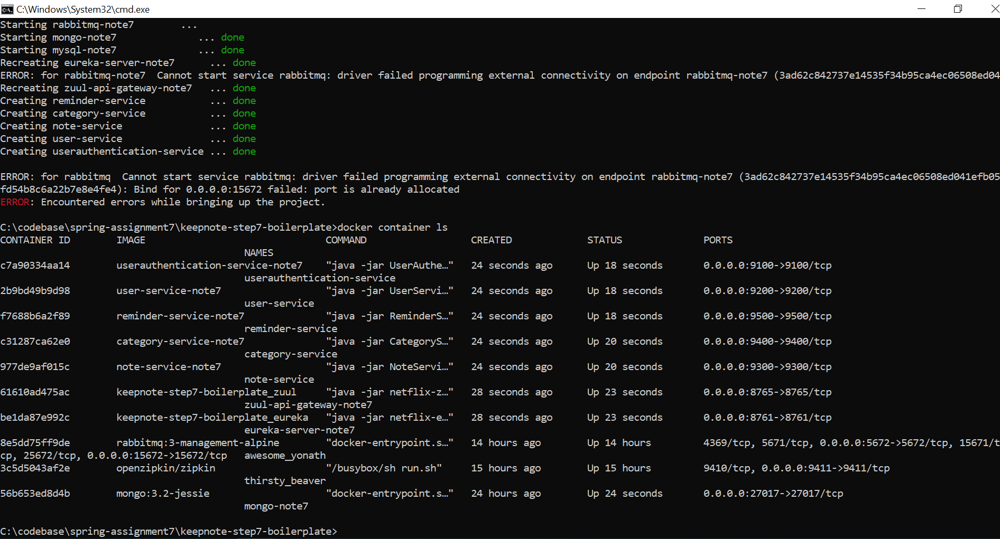 C:\Windows\System32\cmd.exe
Starting rabbitmq-note7        ...
Starting mongo-note7              ... done
Starting mysql-note7              ... done
Recreating eureka-server-note7      ... done
ERROR: for rabbitmq-note7  Cannot start service rabbitmq: driver failed programming external connectivity on endpoint rabbitmq-note7 (3ad62c842737e14535f34b95ca4ec06508ed04
Recreating zuul-api-gateway-note7   ... done
Creating reminder-service           ... done
Creating category-service           ... done
Creating note-service               ... done
Creating user-service               ... done
Creating userauthentication-service ... done
ERROR: for rabbitmq  Cannot start service rabbitmq: driver failed programming external connectivity on endpoint rabbitmq-note7 (3ad62c842737e14535f34b95ca4ec06508ed041efb05
fd54b8c6a22b7e8e4fe4): Bind for 0.0.0.0:15672 failed: port is already allocated
ERROR: Encountered errors while bringing up the project.
C:\codebase\spring-assignment7\keepnote-step7-boilerplate>docker container ls
CONTAINER ID        IMAGE                               COMMAND                  CREATED             STATUS              PORTS
NAMES
c7a90334aa14        userauthentication-service-note7    "java -jar UserAuthe…"   24 seconds ago      Up 18 seconds       0.0.0.0:9100->9100/tcp
userauthentication-service
2b9bd49b9d98        user-service-note7                  "java -jar UserServi…"   24 seconds ago      Up 18 seconds       0.0.0.0:9200->9200/tcp
user-service
f7688b6a2f89        reminder-service-note7              "java -jar ReminderS…"   24 seconds ago      Up 18 seconds       0.0.0.0:9500->9500/tcp
reminder-service
c31287ca62e0        category-service-note7              "java -jar CategoryS…"   24 seconds ago      Up 20 seconds       0.0.0.0:9400->9400/tcp
category-service
977de9af015c        note-service-note7                  "java -jar NoteServi…"   24 seconds ago      Up 20 seconds       0.0.0.0:9300->9300/tcp
note-service
61610ad475ac        keepnote-step7-boilerplate_zuul     "java -jar netflix-z…"   28 seconds ago      Up 23 seconds       0.0.0.0:8765->8765/tcp
zuul-api-gateway-note7
be1da87e992c        keepnote-step7-boilerplate_eureka   "java -jar netflix-e…"   28 seconds ago      Up 23 seconds       0.0.0.0:8761->8761/tcp
eureka-server-note7
8e5dd75ff9de        rabbitmq:3-management-alpine        "docker-entrypoint.s…"   14 hours ago        Up 14 hours         4369/tcp, 5671/tcp, 0.0.0.0:5672->5672/tcp, 15671/t
cp, 25672/tcp, 0.0.0.0:15672->15672/tcp   awesome_yonath
3c5d5043af2e        openzipkin/zipkin                   "/busybox/sh run.sh"     15 hours ago        Up 15 hours         9410/tcp, 0.0.0.0:9411->9411/tcp
thirsty_beaver
56b653ed8d4b        mongo:3.2-jessie                    "docker-entrypoint.s…"   24 hours ago        Up 24 seconds       0.0.0.0:27017->27017/tcp
mongo-note7
C:\codebase\spring-assignment7\keepnote-step7-boilerplate>